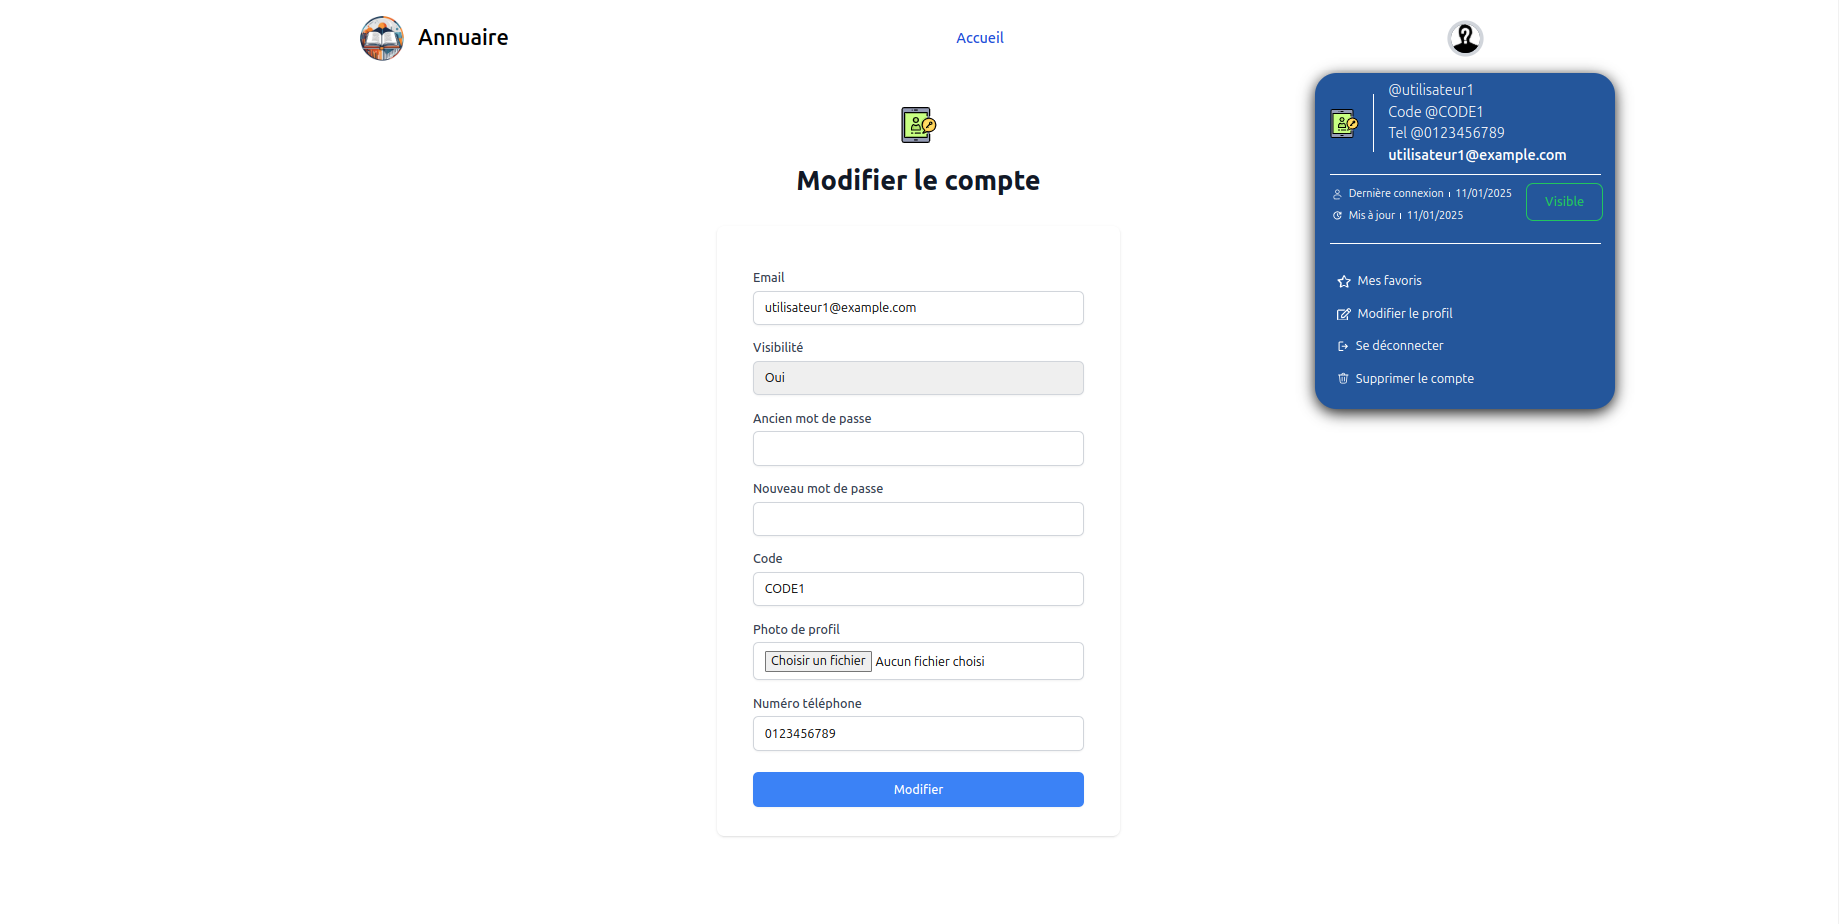 Annuaire
Accueil
@utilisateur1
Code @CODE1
Tel @0123456789
utilisateur1@example.com
Dernière connexion 11/01/2025
Mis à jour 11/01/2025
Visible
Mes favoris
Modifier le profil
Se déconnecter
Supprimer le compte
Modifier le compte
Email
utilisateur1@example.com
Visibilité
Oui
Ancien mot de passe
Nouveau mot de passe
Code
CODE1
Photo de profil
Choisir un fichier Aucun fichier choisi
Numéro téléphone
0123456789
Modifier